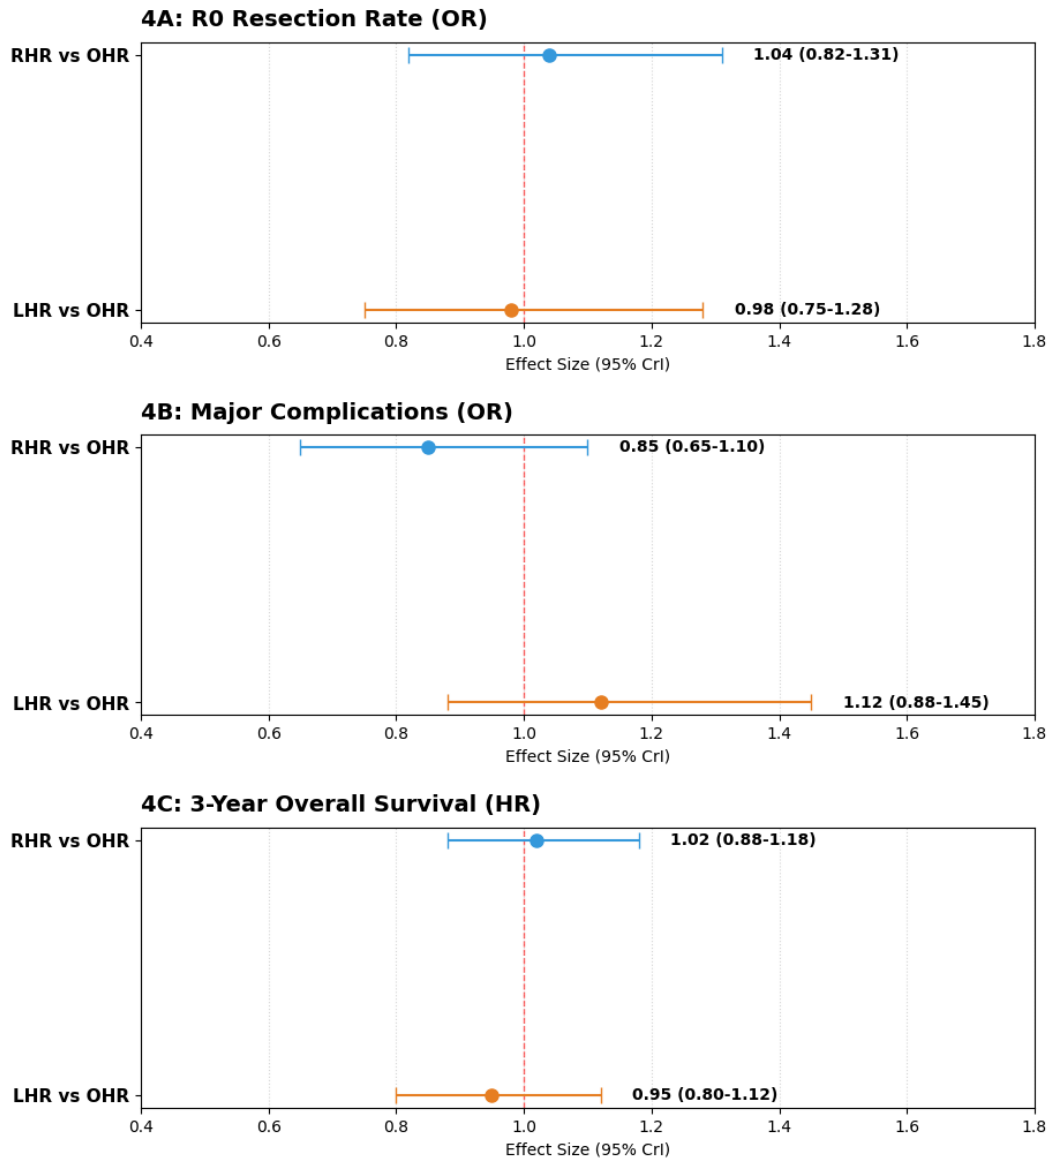 4A: R0 Resection Rate (OR)
RHR vs OHR
1.04 (0.82-1.31)
LHR vs OHR
0.98 (0.75-1.28)
0.4 0.6 0.8 1.0 1.2 1.4 1.6 1.8
Effect Size (95% CrI)
4B: Major Complications (OR)
RHR vs OHR
0.85 (0.65-1.10)
LHR vs OHR
1.12 (0.88-1.45)
0.4 0.6 0.8 1.0 1.2 1.4 1.6 1.8
Effect Size (95% CrI)
4C: 3-Year Overall Survival (HR)
RHR vs OHR
1.02 (0.88-1.18)
LHR vs OHR
0.95 (0.80-1.12)
0.4 0.6 0.8 1.0 1.2 1.4 1.6 1.8
Effect Size (95% CrI)